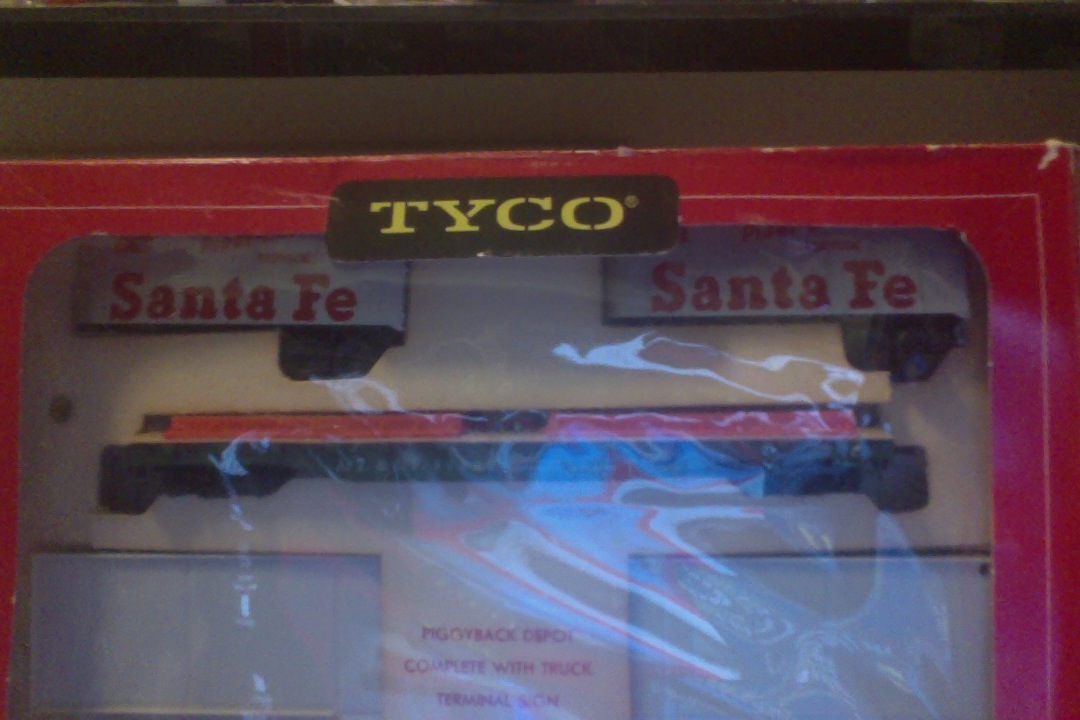 TYCO®
Santa Fe
Santa Fe
PIGGYBACK DEPOT
COMPLETE WITH TRUCK
TERMINAL SIGN